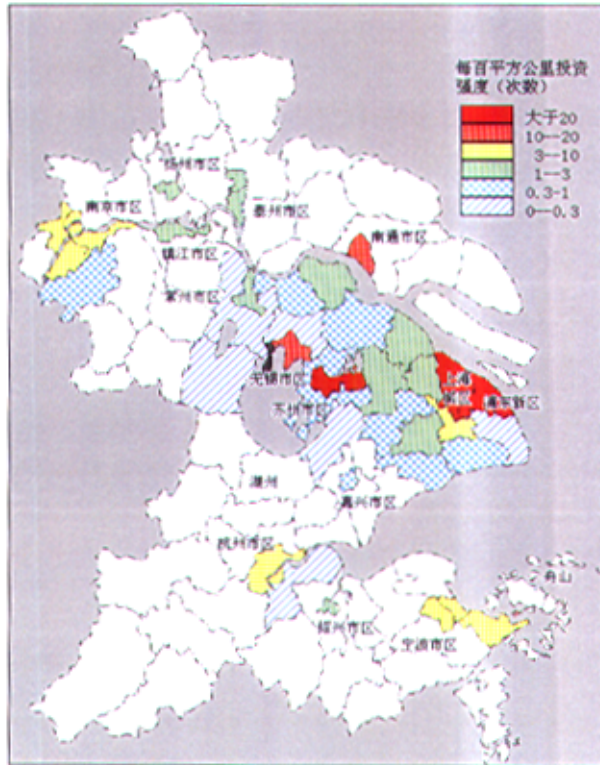 每百平方公里投资
强度（次数）
大于20
10--20
3--10
1--3
0.3-1
0--0.3
扬州市区
南京市区
泰州市区
南通市区
镇江市区
常州市区
无锡市区
上海
市区
浦东新区
苏州市区
湖州
嘉州市区
杭州市区
舟山
绍州市区
宁波市区